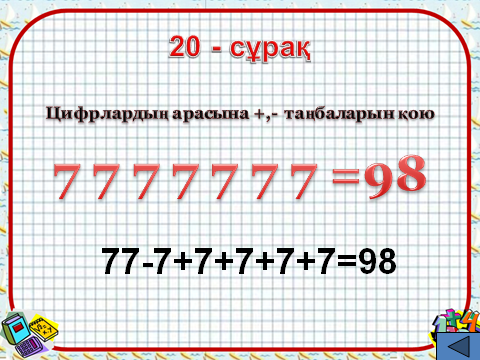 20 - сұрақ
Цифрлардың арасына +,- таңбаларын қою
7 7 7 7 7 7 7 =98
77-7+7+7+7+7=98